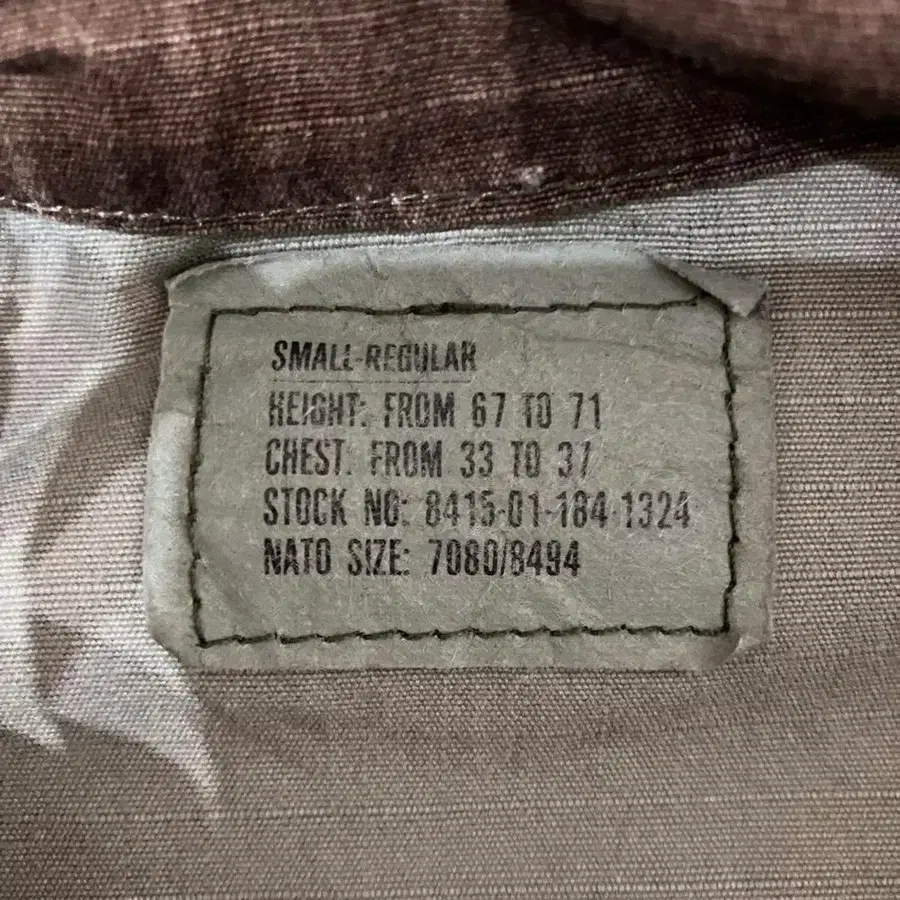 SMALL-REGULAR
HEIGHT: FROM 67 TO 71
CHEST: FROM 33 TO 37
STOCK NO: 8415-01-184-1324
NATO SIZE: 7080/8494